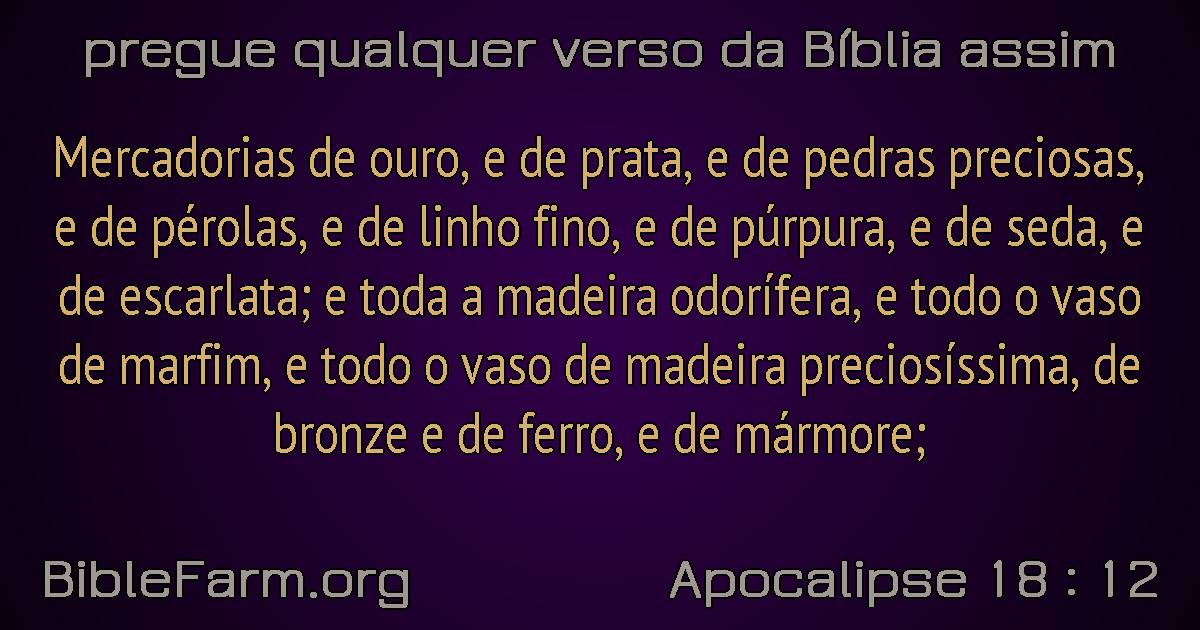 pregue qualquer verso da Bíblia assim
Mercadorias de ouro, e de prata, e de pedras preciosas,
e de pérolas, e de linho fino, e de púrpura, e de seda, e
de escarlata; e toda a madeira odorífera, e todo o vaso
de marfim, e todo o vaso de madeira preciosíssima, de
bronze e de ferro, e de mármore;
BibleFarm.org
Apocalipse 18 : 12